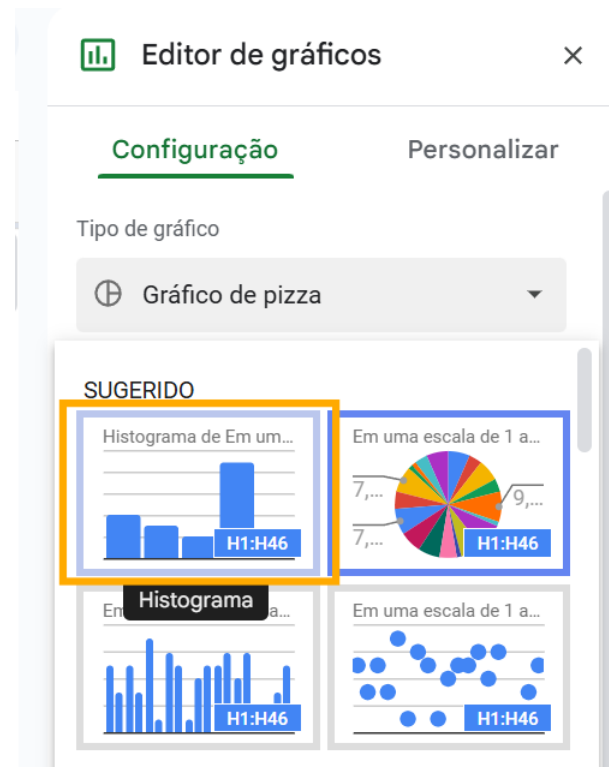 Editor de gráficos
Configuração
Personalizar
Tipo de gráfico
Gráfico de pizza
SUGERIDO
Histograma de Em um...
Em uma escala de 1 a...
7,...
9,...
7,...
H1:H46
H1:H46
Histograma
Em
a...
Em uma escala de 1 a...
H1:H46
H1:H46